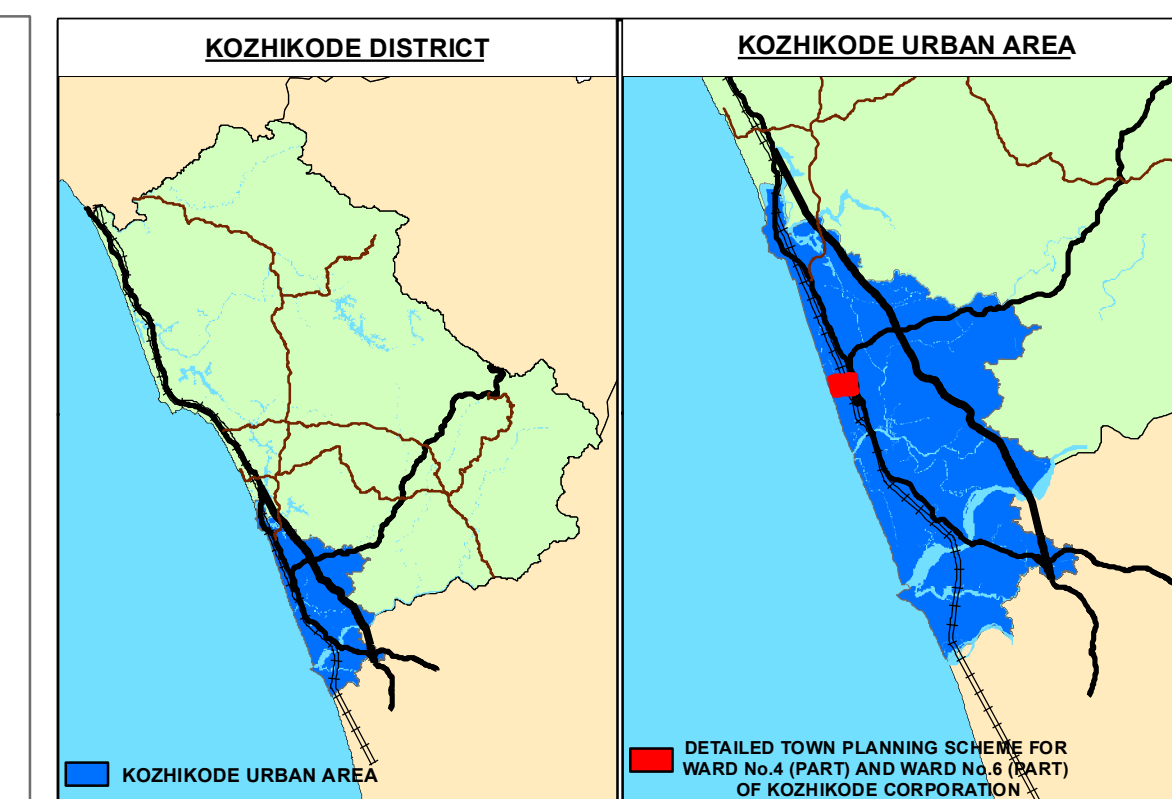 KOZHIKODE DISTRICT
KOZHIKODE URBAN AREA
KOZHIKODE URBAN AREA
DETAILED TOWN PLANNING SCHEME FOR
WARD No.4 (PART) AND WARD No.6 (PART)
OF KOZHIKODE CORPORATION